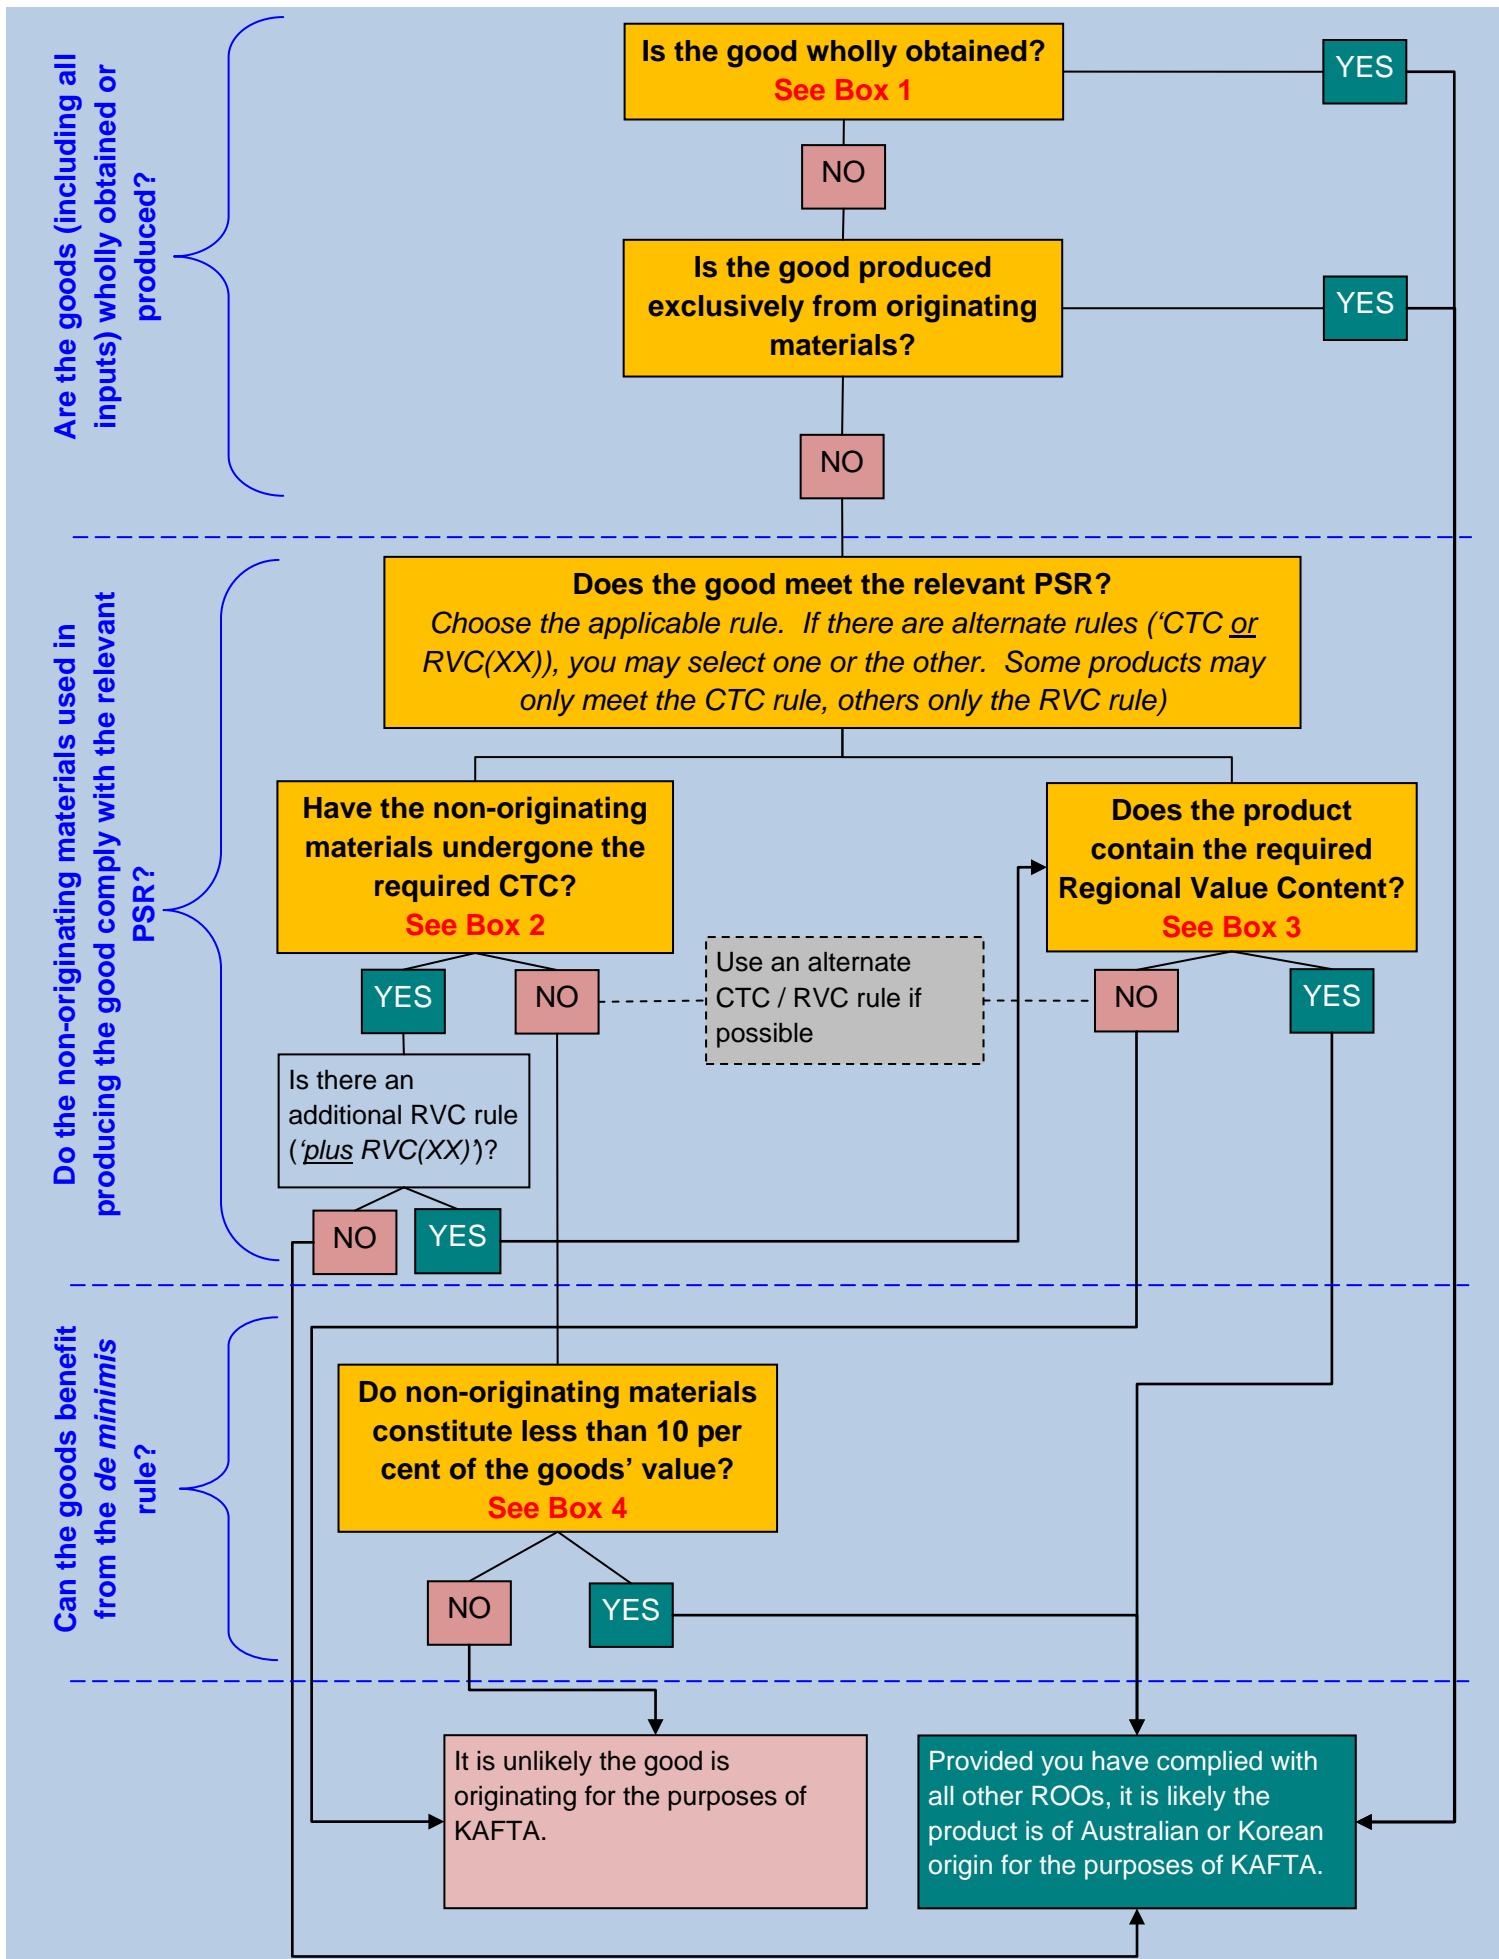 Are the goods (including all
inputs) wholly obtained or
produced?
Is the good wholly obtained?
See Box 1
YES
NO
Is the good produced
exclusively from originating
materials?
YES
NO
Do the non-originating materials used in
producing the good comply with the relevant
PSR?
Does the good meet the relevant PSR?
Choose the applicable rule. If there are alternate rules (‘CTC or
RVC(XX)), you may select one or the other. Some products may
only meet the CTC rule, others only the RVC rule)
Have the non-originating
materials undergone the
required CTC?
See Box 2
Does the product
contain the required
Regional Value Content?
See Box 3
YES
NO
Use an alternate
CTC / RVC rule if
possible
NO
YES
Is there an
additional RVC rule
(‘plus RVC(XX)’)?
NO
YES
Can the goods benefit
from the de minimis
rule?
Do non-originating materials
constitute less than 10 per
cent of the goods’ value?
See Box 4
NO
YES
It is unlikely the good is
originating for the purposes of
KAFTA.
Provided you have complied with
all other ROOs, it is likely the
product is of Australian or Korean
origin for the purposes of KAFTA.